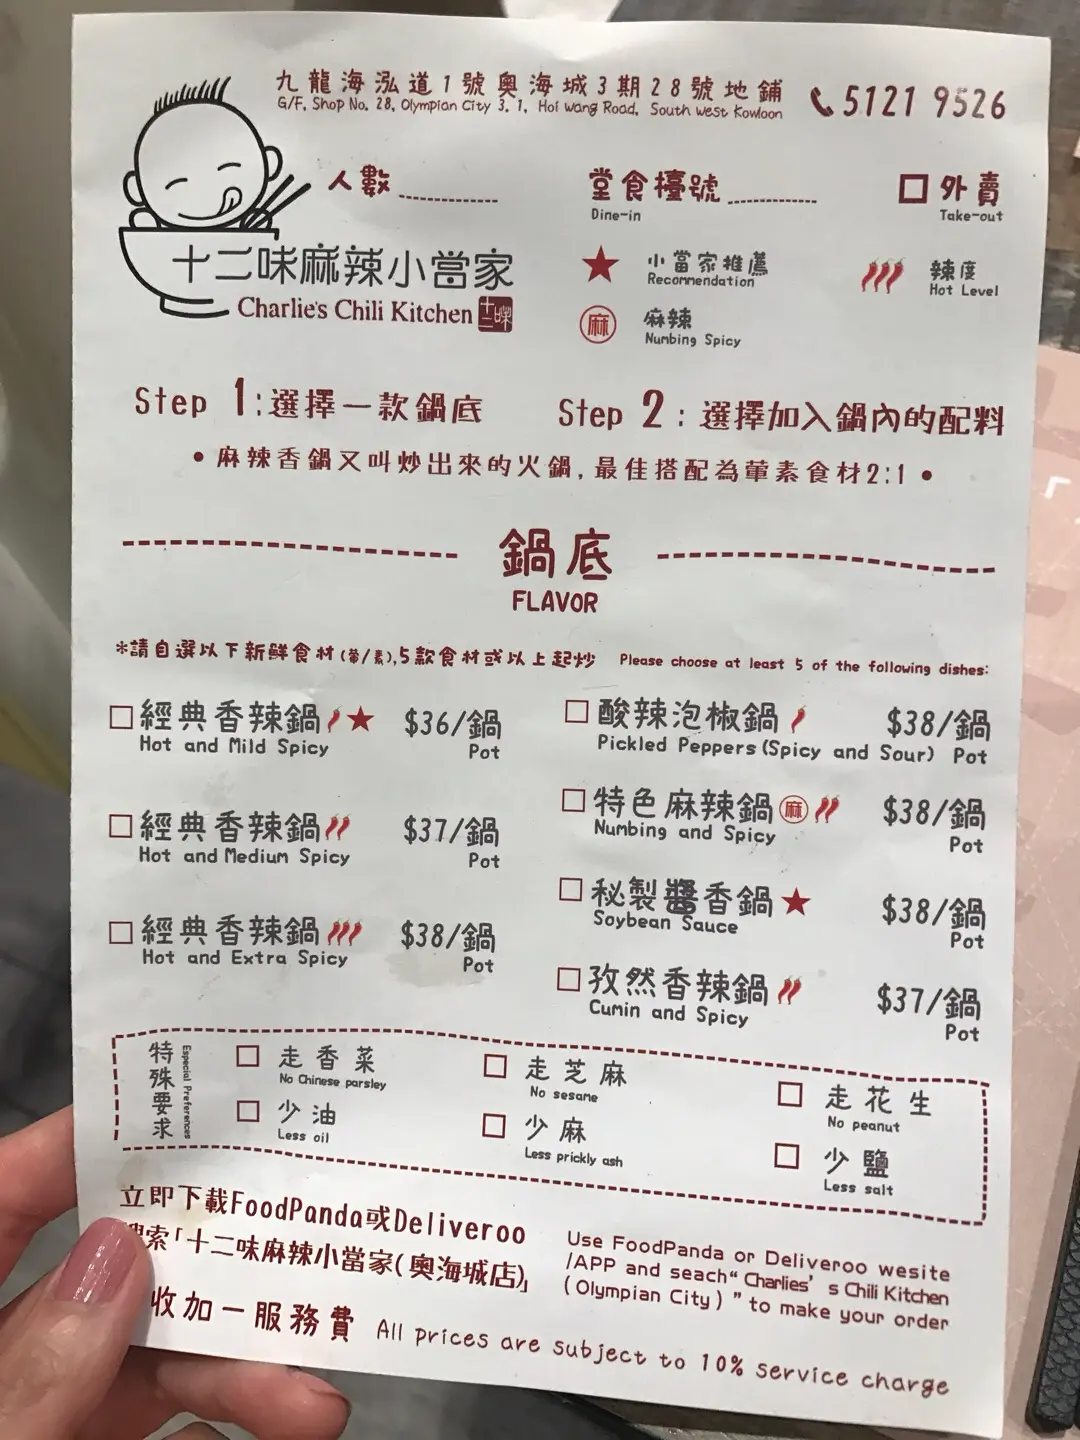 九龍海泓道1號奧海城3期28號地鋪
G/F, Shop No. 28, Olympian City 3, 1, Hoi Wang Road, South West Kowloon
5121 9526
人數
堂食檯號
Dine-in
外賣
Take-out
十二味麻辣小當家
Charlie's Chili Kitchen
十二味
小當家推薦
Recommendation
辣度
Hot Level
麻
麻辣
Numbing Spicy
Step 1:選擇一款鍋底
Step 2:選擇加入鍋內的配料
•麻辣香鍋又叫炒出來的火鍋,最佳搭配為葷素食材2:1•
鍋底
FLAVOR
*請自選以下新鮮食材(葷/素),5款食材或以上起炒 Please choose at least 5 of the following dishes:
經典香辣鍋 $36/鍋
Hot and Mild Spicy Pot
經典香辣鍋 $37/鍋
Hot and Medium Spicy Pot
經典香辣鍋 $38/鍋
Hot and Extra Spicy Pot
酸辣泡椒鍋 $38/鍋
Pickled Peppers (Spicy and Sour) Pot
特色麻辣鍋 麻 $38/鍋
Numbing and Spicy Pot
秘製醬香鍋 $38/鍋
Soybean Sauce Pot
孜然香辣鍋 $37/鍋
Cumin and Spicy Pot
特殊要求
Especial Preferences
走香菜
No Chinese parsley
走芝麻
No sesame
走花生
No peanut
少油
Less oil
少麻
Less prickly ash
少鹽
Less salt
立即下載FoodPanda或Deliveroo
索「十二味麻辣小當家(奧海城店)」
Use FoodPanda or Deliveroo wesite
/APP and seach“ Charlies’ s Chili Kitchen
(Olympian City) ” to make your order
收加一服務費 All prices are subject to 10% service charge